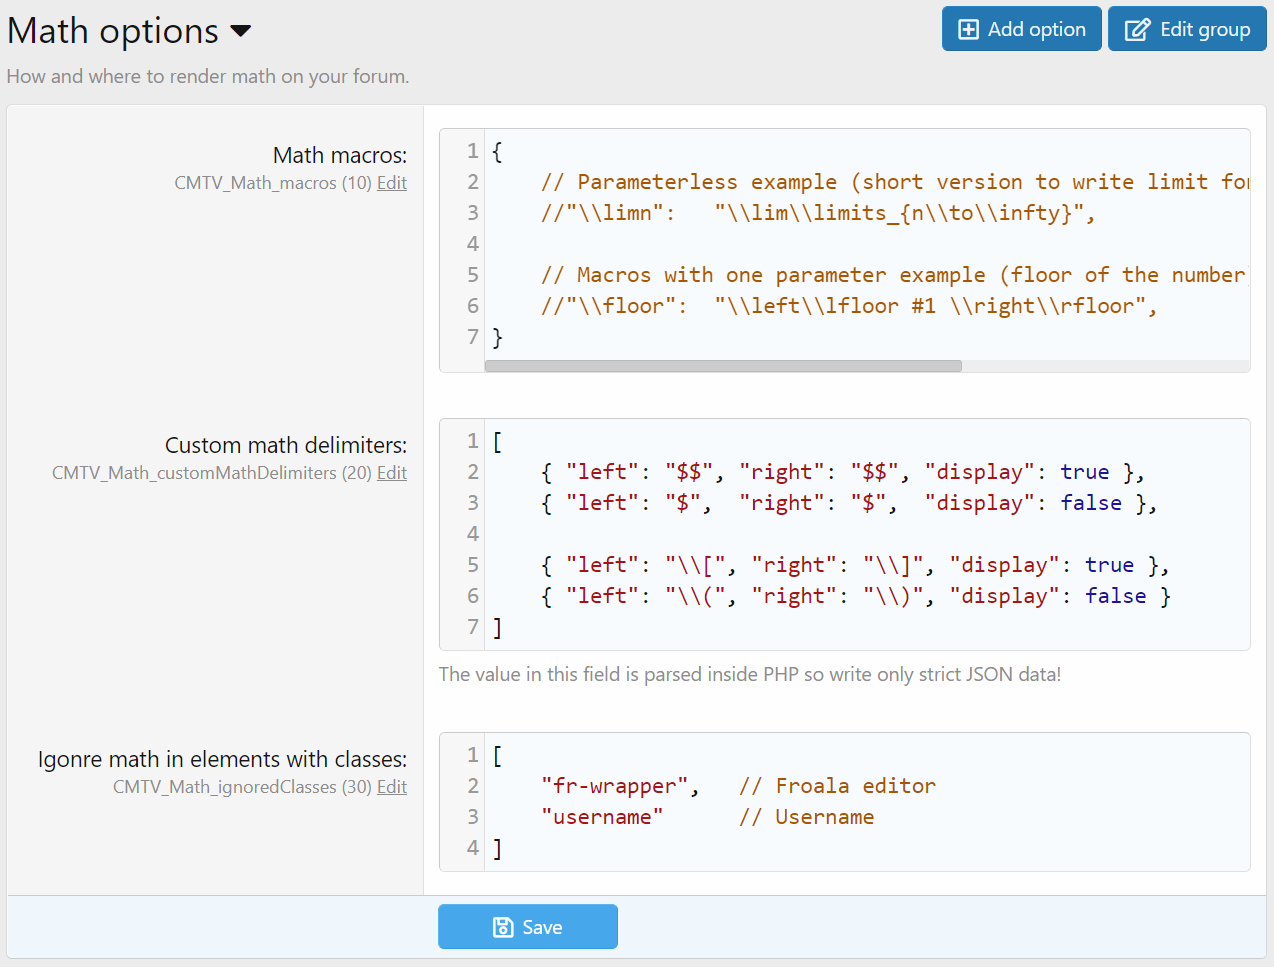 Math options
Add option
Edit group
How and where to render math on your forum.
Math macros:
CMTV_Math_macros (10) Edit
1 {
2 // Parameterless example (short version to write limit
3 //"\\limn": "\\lim\\limits_{n\\to\\infty}",
4
5 // Macros with one parameter example (floor of the number
6 //"\\floor": "\\left\\lfloor #1 \\right\\rfloor",
7 }
Custom math delimiters:
CMTV_Math_customMathDelimiters (20) Edit
1 [
2 { "left": "$$", "right": "$$", "display": true },
3 { "left": "$", "right": "$", "display": false },
4
5 { "left": "\\[", "right": "\\]", "display": true },
6 { "left": "\\(", "right": "\\)", "display": false }
7 ]
The value in this field is parsed inside PHP so write only strict JSON data!
Igonre math in elements with classes:
CMTV_Math_ignoredClasses (30) Edit
1 [
2 "fr-wrapper", // Froala editor
3 "username" // Username
4 ]
Save